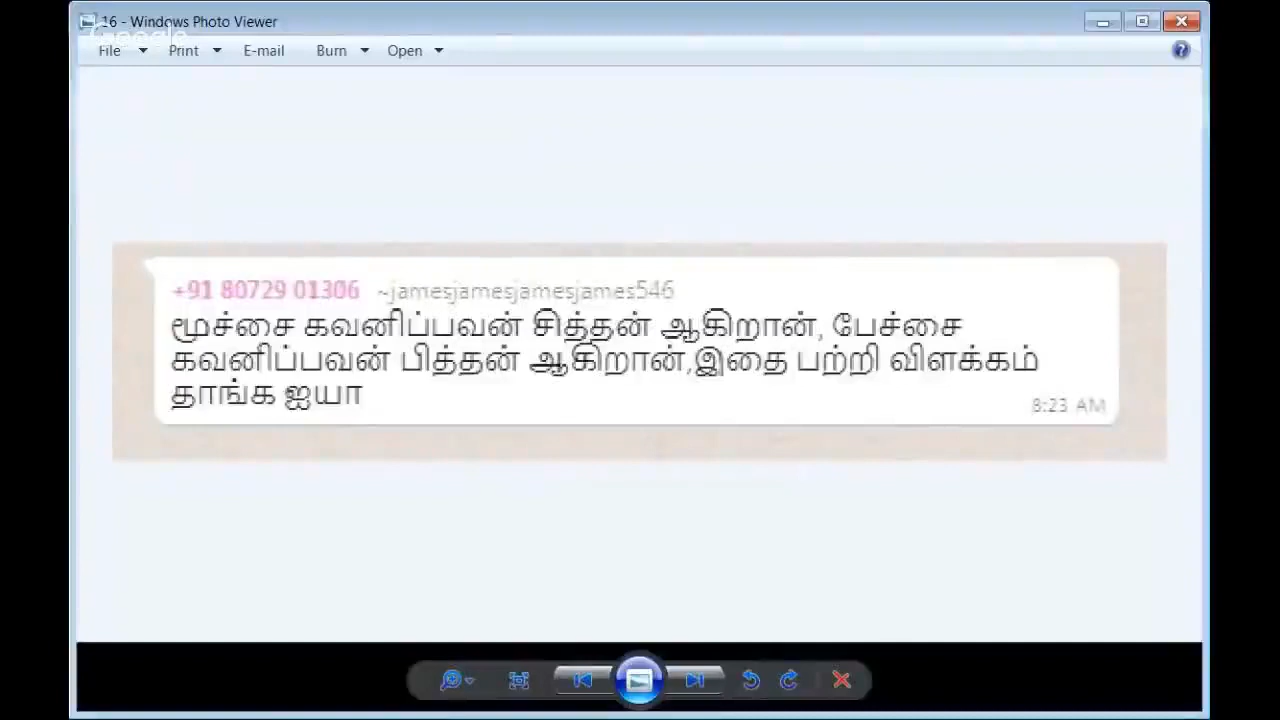 16 - Windows Photo Viewer
Google
File Print E-mail Burn Open
+91 80729 01306 ~jamesjamesjamesjames546
மூச்சை கவனிப்பவன் சித்தன் ஆகிறான், பேச்சை
கவனிப்பவன் பித்தன் ஆகிறான்,இதை பற்றி விளக்கம்
தாங்க ஐயா
8:23 AM